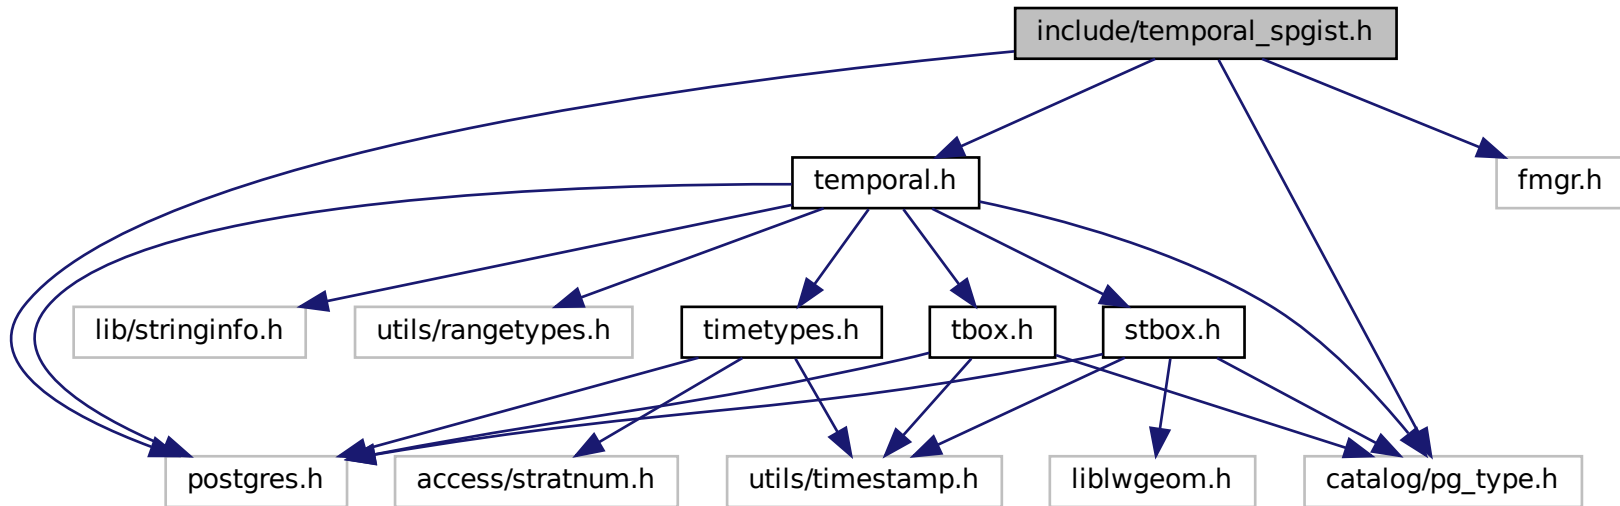 include/temporal_spgist.h
temporal.h
fmgr.h
lib/stringinfo.h
utils/rangetypes.h
timetypes.h
tbox.h
stbox.h
postgres.h
access/stratnum.h
utils/timestamp.h
liblwgeom.h
catalog/pg_type.h